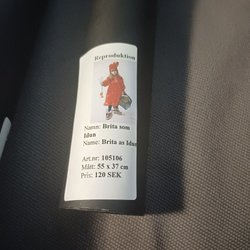 Reproduktion
Namn: Brita som
Idun
Name: Brita as Idun
Art.nr: 105106
Mått: 55 x 37 cm
Pris: 120 SEK